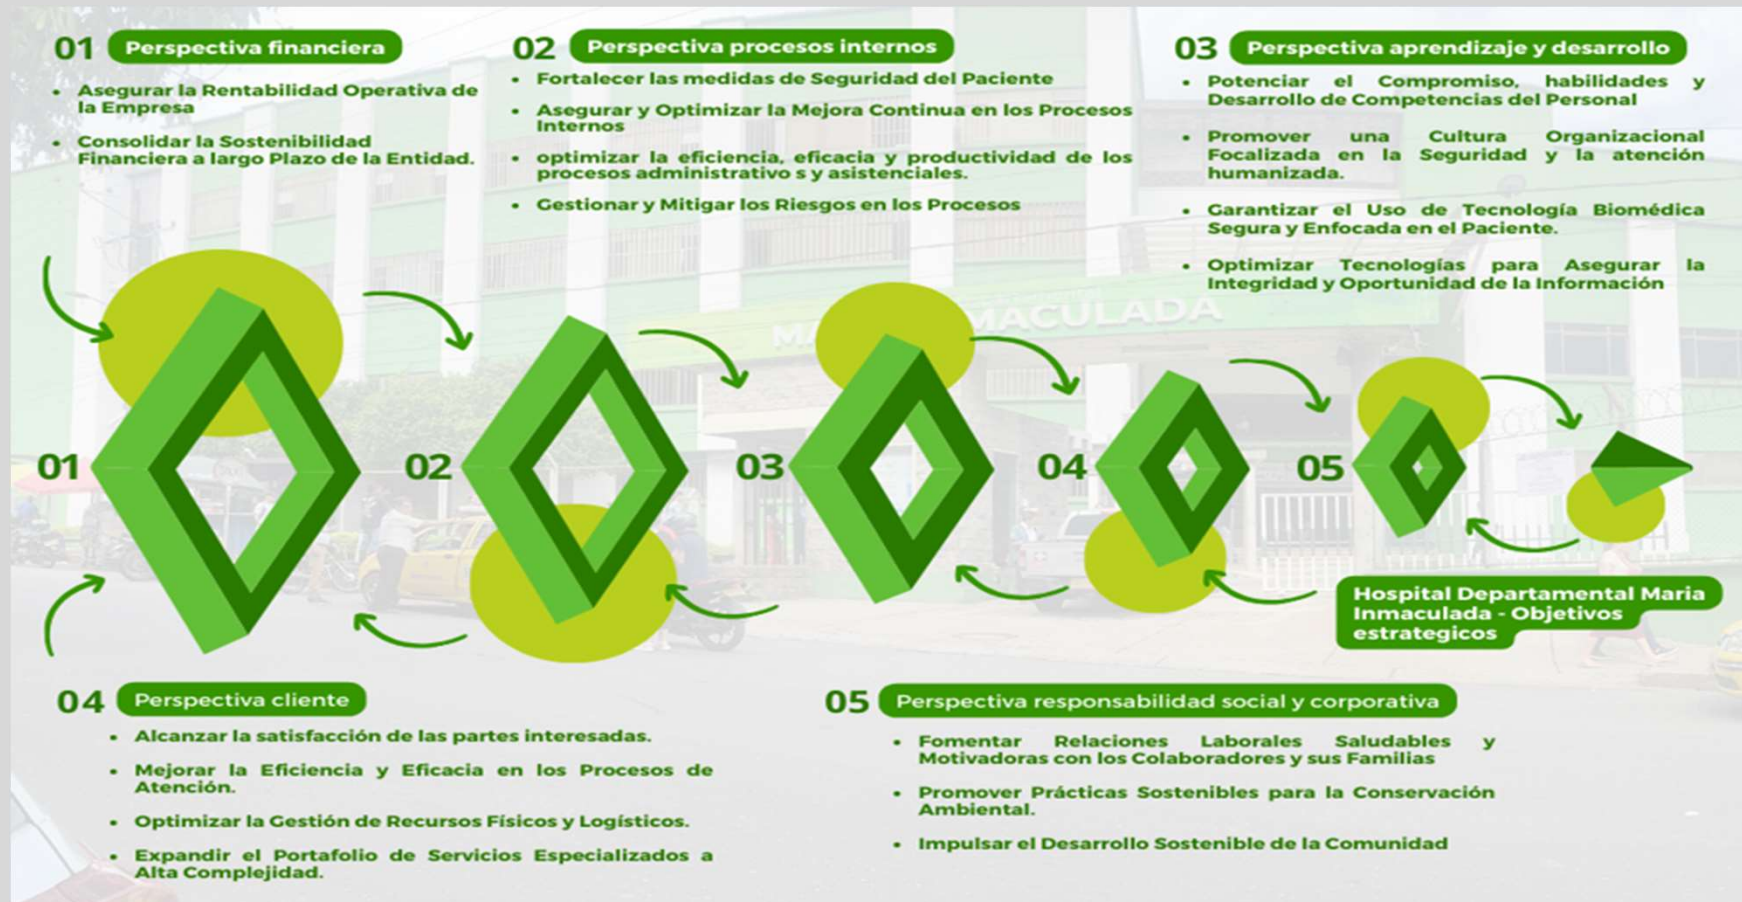 01 Perspectiva financiera
• Asegurar la Rentabilidad Operativa de
la Empresa
• Consolidar la Sostenibilidad
Financiera a largo Plazo de la Entidad.
02 Perspectiva procesos internos
• Fortalecer las medidas de Seguridad del Paciente
• Asegurar y Optimizar la Mejora Continua en los Procesos
Internos
• optimizar la eficiencia, eficacia y productividad de los
procesos administrativo s y asistenciales.
• Gestionar y Mitigar los Riesgos en los Procesos
03 Perspectiva aprendizaje y desarrollo
• Potenciar el Compromiso, habilidades y
Desarrollo de Competencias del Personal
• Promover una Cultura Organizacional
Focalizada en la Seguridad y la atención
humanizada.
• Garantizar el Uso de Tecnología Biomédica
Segura y Enfocada en el Paciente.
• Optimizar Tecnologías para Asegurar la
Integridad y Oportunidad de la Información
01
02
03
04
05
Hospital Departamental Maria
Inmaculada - Objetivos
estrategicos
04 Perspectiva cliente
• Alcanzar la satisfacción de las partes interesadas.
• Mejorar la Eficiencia y Eficacia en los Procesos de
Atención.
• Optimizar la Gestión de Recursos Físicos y Logísticos.
• Expandir el Portafolio de Servicios Especializados a
Alta Complejidad.
05 Perspectiva responsabilidad social y corporativa
• Fomentar Relaciones Laborales Saludables y
Motivadoras con los Colaboradores y sus Familias
• Promover Prácticas Sostenibles para la Conservación
Ambiental.
• Impulsar el Desarrollo Sostenible de la Comunidad